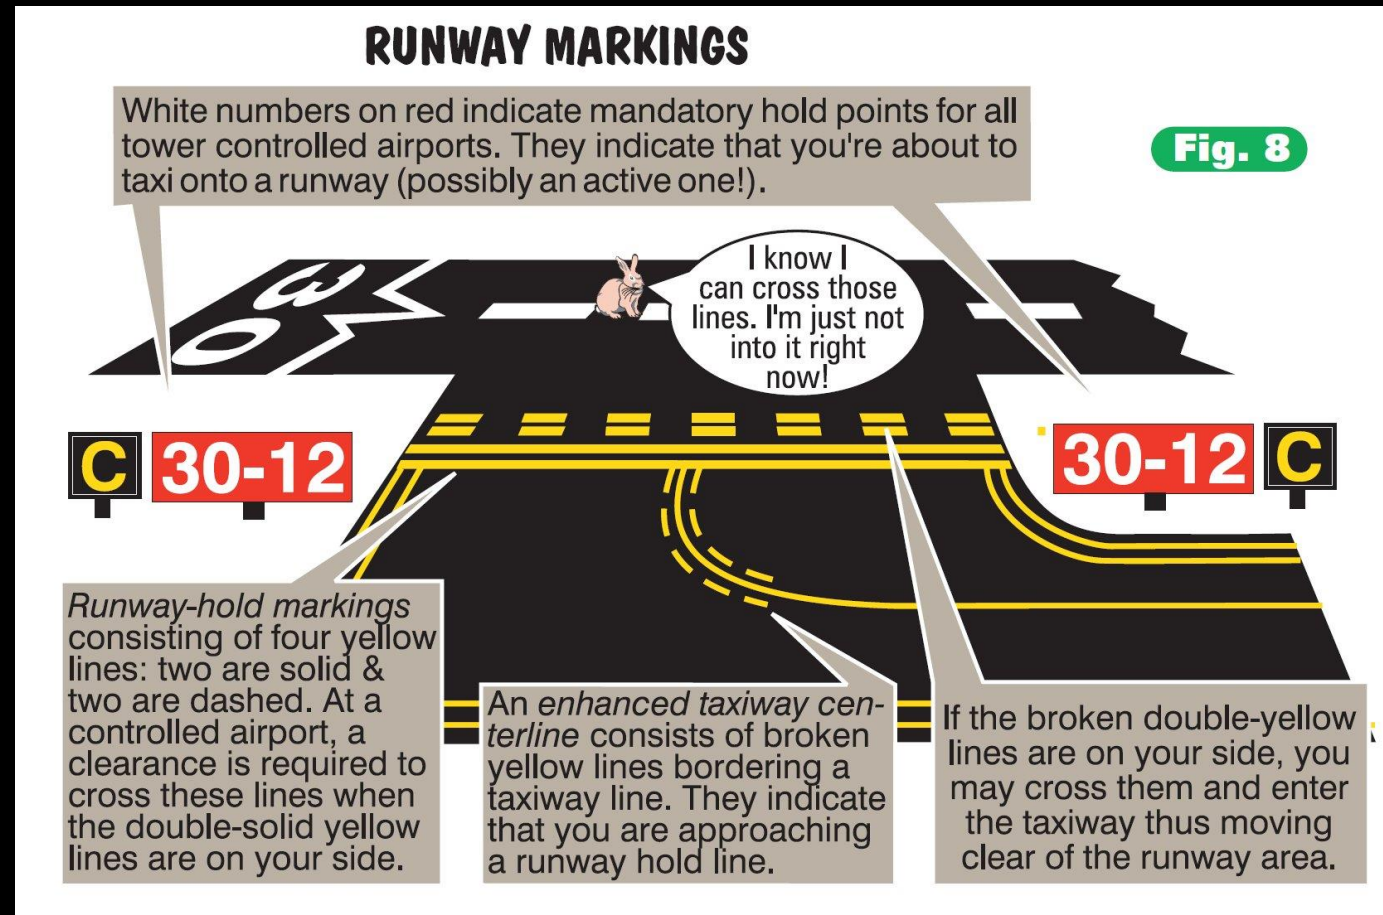 RUNWAY MARKINGS
White numbers on red indicate mandatory hold points for all
tower controlled airports. They indicate that you're about to
taxi onto a runway (possibly an active one!).
Fig. 8
I know I
can cross those
lines. I'm just not
into it right
now!
30
C
30-12
30-12
C
Runway-hold markings
consisting of four yellow
lines: two are solid &
two are dashed. At a
controlled airport, a
clearance is required to
cross these lines when
the double-solid yellow
lines are on your side.
An enhanced taxiway cen-
terline consists of broken
yellow lines bordering a
taxiway line. They indicate
that you are approaching
a runway hold line.
If the broken double-yellow
lines are on your side, you
may cross them and enter
the taxiway thus moving
clear of the runway area.